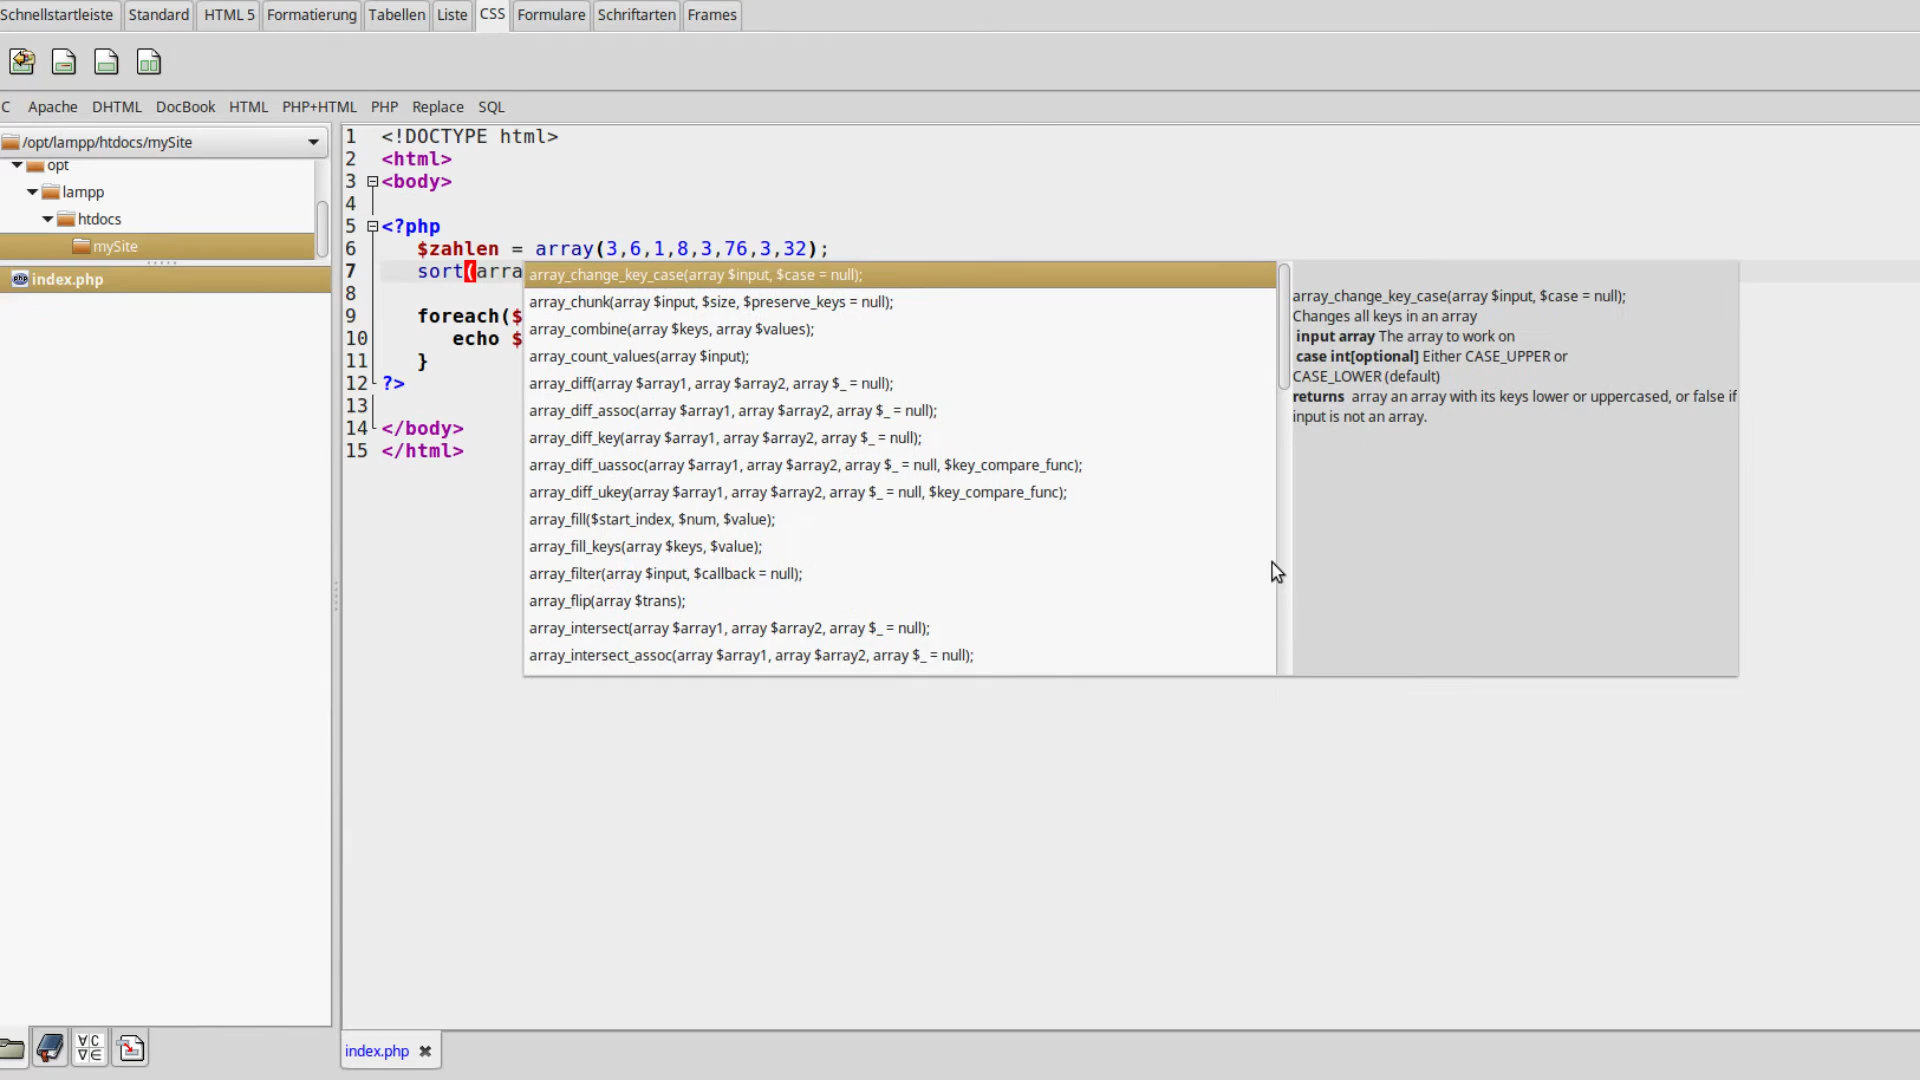 Schnellstartleiste Standard HTML 5 Formatierung Tabellen Liste CSS Formulare Schriftarten Frames
C Apache DHTML DocBook HTML PHP+HTML PHP Replace SQL
/opt/lampp/htdocs/mySite
opt
lampp
htdocs
mySite
index.php
1 <!DOCTYPE html>
2 <html>
3 <body>
4
5 <?php
6 $zahlen = array(3,6,1,8,3,76,3,32);
7 sort(arra
8
9 foreach($
10 echo $
11 }
12 ?>
13
14 </body>
15 </html>
array_change_key_case(array $input, $case = null);
array_chunk(array $input, $size, $preserve_keys = null);
array_combine(array $keys, array $values);
array_count_values(array $input);
array_diff(array $array1, array $array2, array $_ = null);
array_diff_assoc(array $array1, array $array2, array $_ = null);
array_diff_key(array $array1, array $array2, array $_ = null);
array_diff_uassoc(array $array1, array $array2, array $_ = null, $key_compare_func);
array_diff_ukey(array $array1, array $array2, array $_ = null, $key_compare_func);
array_fill($start_index, $num, $value);
array_fill_keys(array $keys, $value);
array_filter(array $input, $callback = null);
array_flip(array $trans);
array_intersect(array $array1, array $array2, array $_ = null);
array_intersect_assoc(array $array1, array $array2, array $_ = null);
array_change_key_case(array $input, $case = null);
Changes all keys in an array
input array The array to work on
case int[optional] Either CASE_UPPER or
CASE_LOWER (default)
returns array an array with its keys lower or uppercased, or false if
input is not an array.
∀C
∇∈
index.php